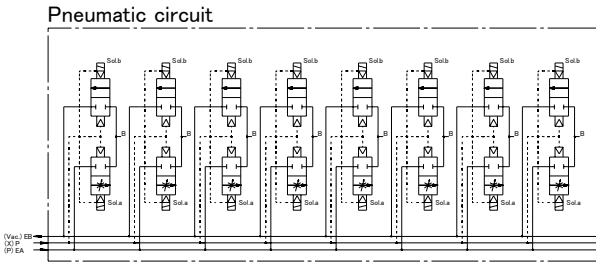 Pneumatic circuit
Sol.b Sol.b Sol.b Sol.b Sol.b Sol.b Sol.b Sol.b
B B B B B B B B
Sol.a Sol.a Sol.a Sol.a Sol.a Sol.a Sol.a Sol.a
(Vac.) EB
(X) P
(P) EA